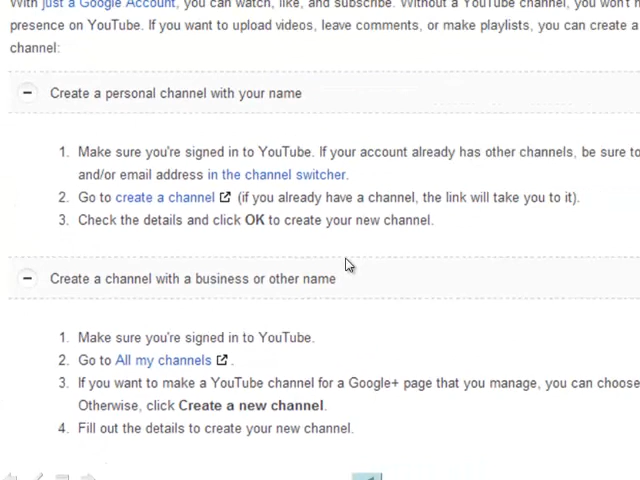 With just a Google Account, you can watch, like, and subscribe. Without a YouTube channel, you won't
presence on YouTube. If you want to upload videos, leave comments, or make playlists, you can create a
channel:
Create a personal channel with your name
1. Make sure you're signed in to YouTube. If your account already has other channels, be sure to
and/or email address in the channel switcher.
2. Go to create a channel (if you already have a channel, the link will take you to it).
3. Check the details and click OK to create your new channel.
Create a channel with a business or other name
1. Make sure you're signed in to YouTube.
2. Go to All my channels .
3. If you want to make a YouTube channel for a Google+ page that you manage, you can choose
Otherwise, click Create a new channel.
4. Fill out the details to create your new channel.